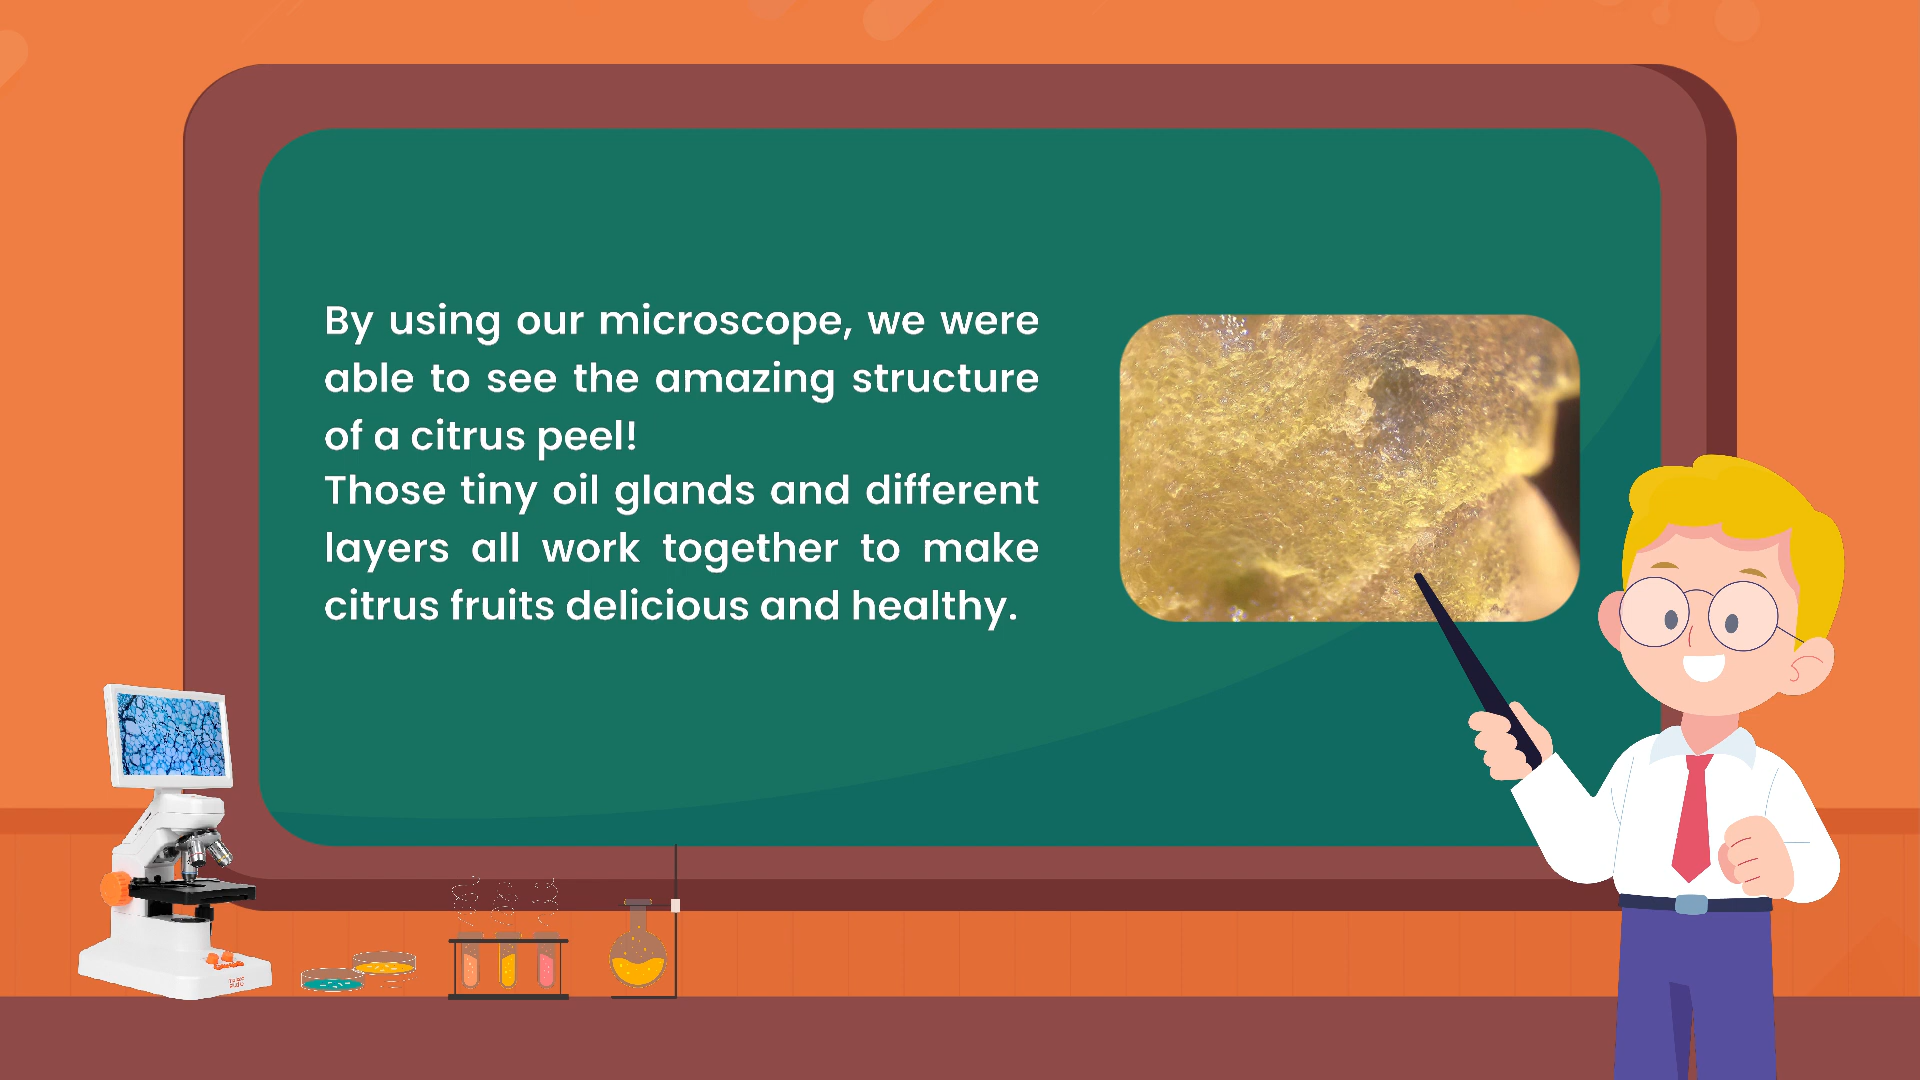 By using our microscope, we were
able to see the amazing structure
of a citrus peel!
Those tiny oil glands and different
layers all work together to make
citrus fruits delicious and healthy.